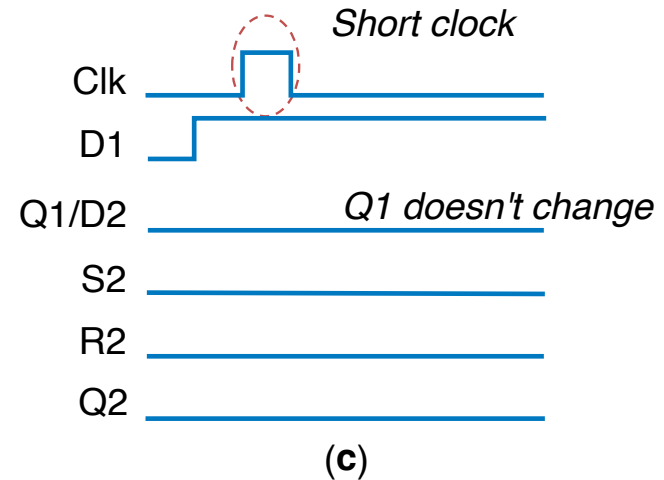 Short clock
Clk
D1
Q1/D2
Q1 doesn't change
S2
R2
Q2
(c)